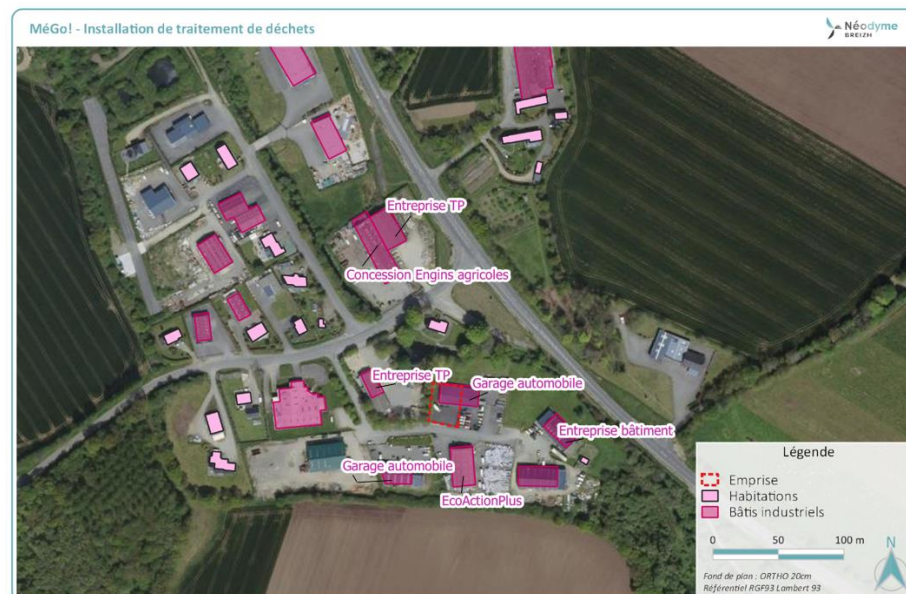 MéGo! - Installation de traitement de déchets
Néodyme
BREIZH
Entreprise TP
Concession Engins agricoles
Entreprise TP
Garage automobile
Entreprise bâtiment
Garage automobile
EcoActionPlus
Légende
Emprise
Habitations
Bâtis industriels
0 50 100 m
N
Fond de plan : ORTHO 20cm
Référentiel RGF93 Lambert 93